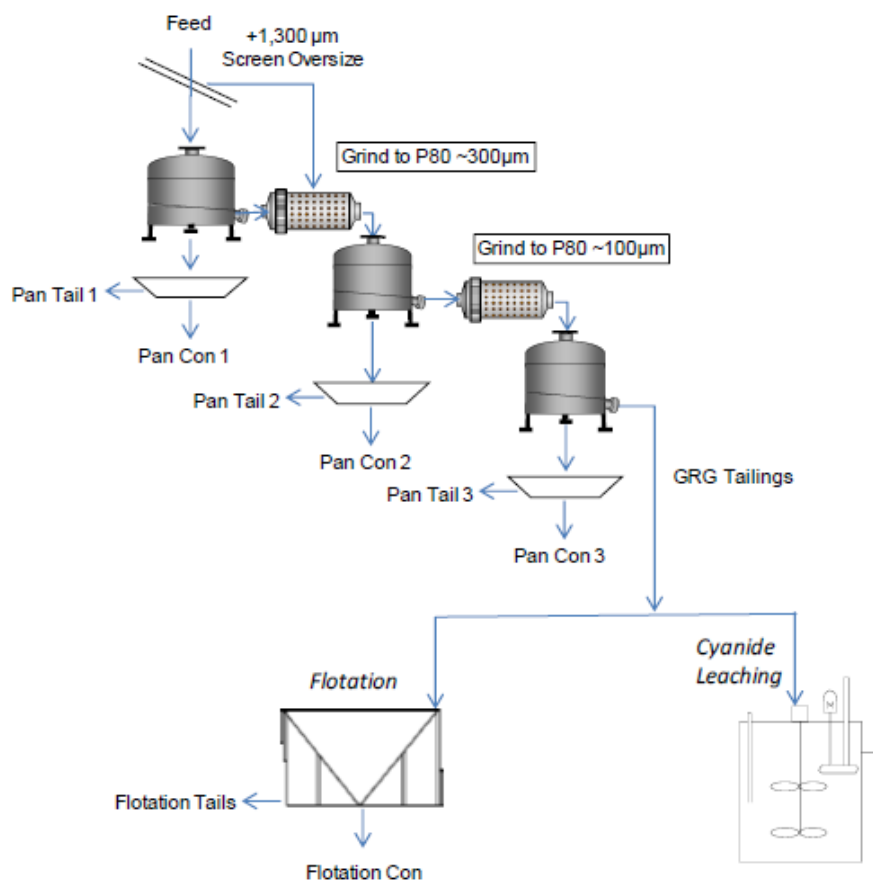 Feed
+1,300 µm
Screen Oversize
Grind to P80 ~300µm
Grind to P80 ~100µm
Pan Tail 1
Pan Con 1
Pan Tail 2
Pan Con 2
Pan Tail 3
GRG Tailings
Pan Con 3
Cyanide
Leaching
Flotation
M
Flotation Tails
Flotation Con